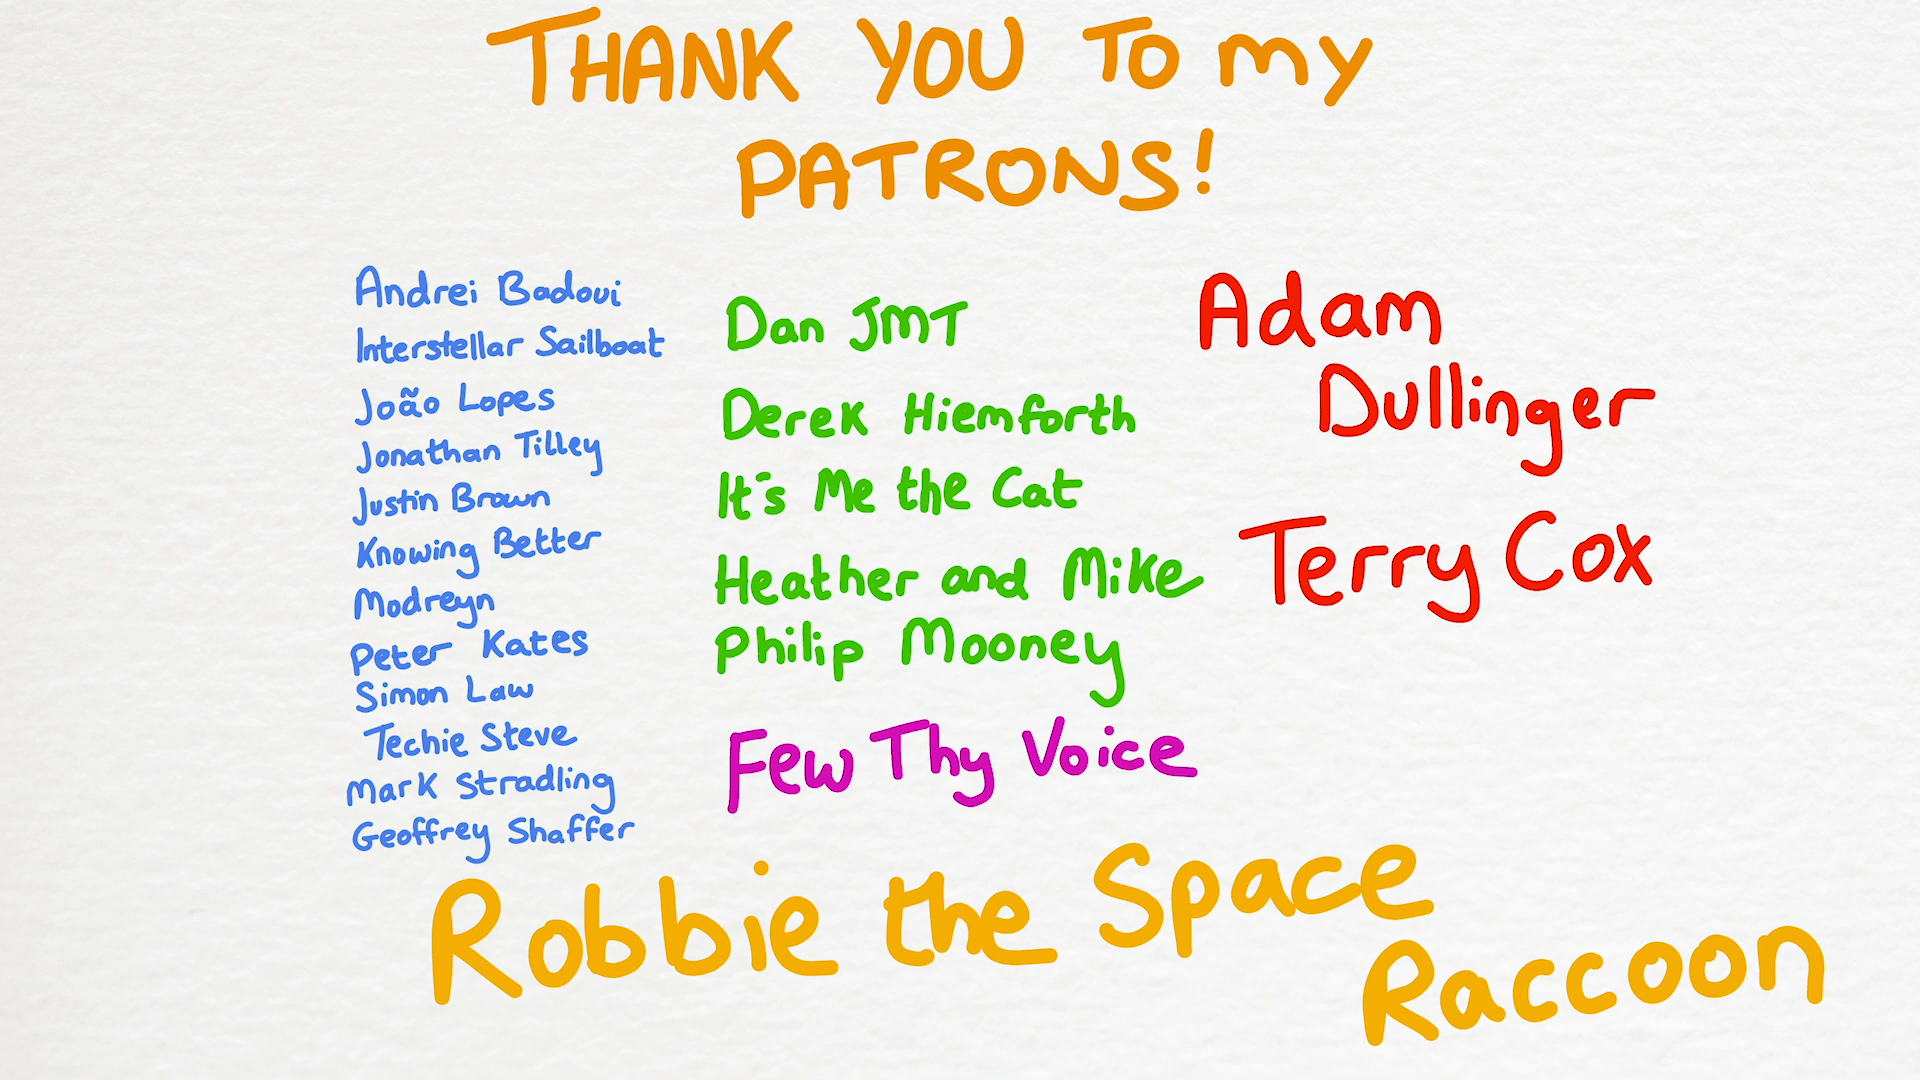 THANK YOU TO MY
PATRONS!
Andrei Badoui
Interstellar Sailboat
João Lopes
Jonathan Tilley
Justin Brown
Knowing Better
Modreyn
Peter Kates
Simon Law
Techie Steve
Mark Stradling
Geoffrey Shaffer
Dan JMT
Derek Hiemforth
It's Me the Cat
Heather and Mike
Philip Mooney
Few Thy Voice
Adam
Dullinger
Terry Cox
Robbie the Space
Raccoon